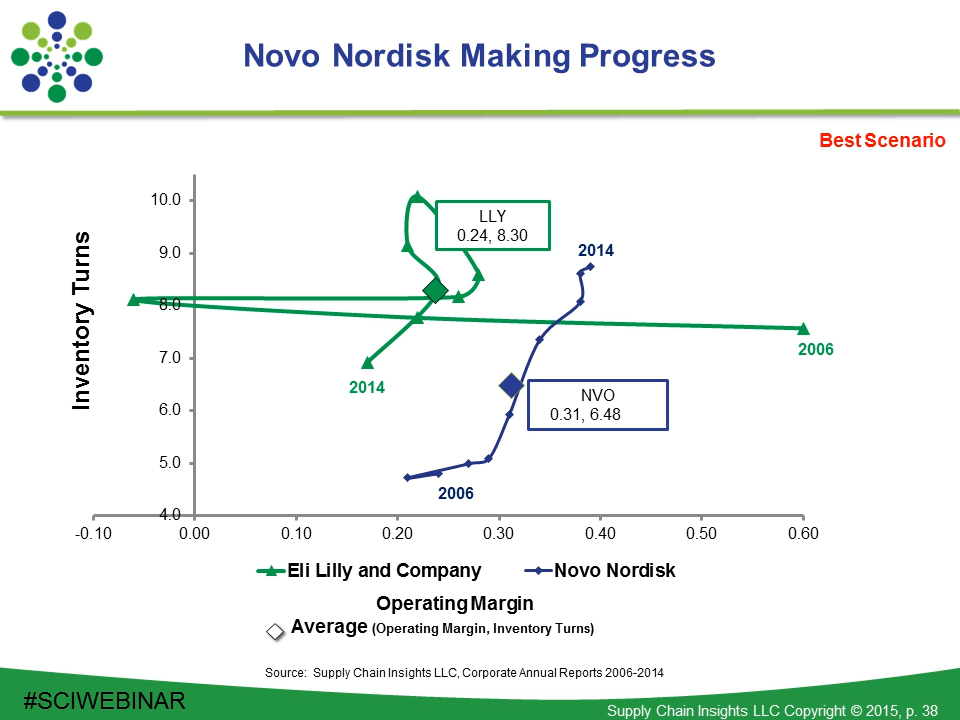 Novo Nordisk Making Progress
Best Scenario
Inventory Turns
10.0
9.0
8.0
7.0
6.0
5.0
4.0
LLY
0.24, 8.30
2014
2006
2014
NVO
0.31, 6.48
2006
-0.10 0.00 0.10 0.20 0.30 0.40 0.50 0.60
Eli Lilly and Company Novo Nordisk
Operating Margin
Average (Operating Margin, Inventory Turns)
Source: Supply Chain Insights LLC, Corporate Annual Reports 2006-2014
#SCIWEBINAR
Supply Chain Insights LLC Copyright © 2015, p. 38